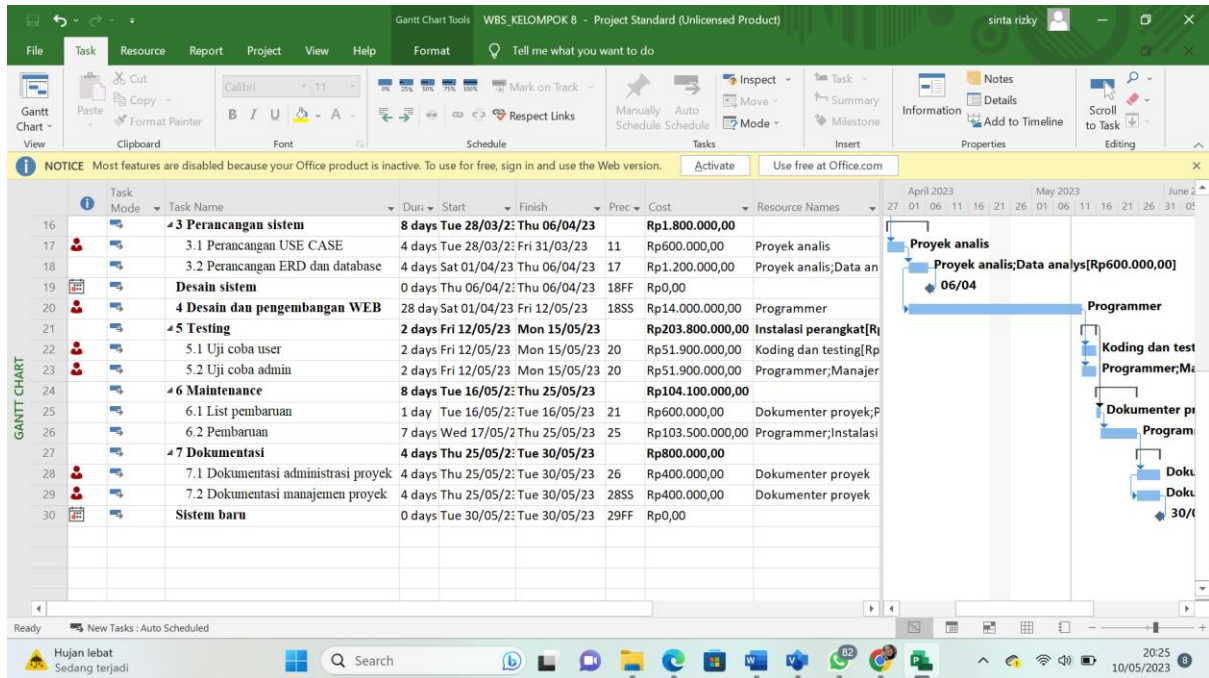 Gantt Chart Tools WBS_KELOMPOK 8 - Project Standard (Unlicensed Product) sinta rizky
File Task Resource Report Project View Help Format Tell me what you want to do
Gantt Chart
View
Paste
Cut
Copy
Format Painter
Clipboard
Calibri 11
B I U A
Font
0% 25% 50% 75% 100%
Mark on Track
Respect Links
Schedule
Manually Schedule
Auto Schedule
Inspect
Move
Mode
Tasks
Task
Summary
Milestone
Insert
Information
Notes
Details
Add to Timeline
Properties
Scroll to Task
Editing
NOTICE Most features are disabled because your Office product is inactive. To use for free, sign in and use the Web version. Activate Use free at Office.com
Task Mode Task Name Dura Start Finish Prec Cost Resource Names
16 3 Perancangan sistem 8 days Tue 28/03/2 Thu 06/04/23 Rp1.800.000,00
17 3.1 Perancangan USE CASE 4 days Tue 28/03/2 Fri 31/03/23 11 Rp600.000,00 Proyek analis
18 3.2 Perancangan ERD dan database 4 days Sat 01/04/23 Thu 06/04/23 17 Rp1.200.000,00 Proyek analis;Data an
19 Desain sistem 0 days Thu 06/04/2 Thu 06/04/23 18FF Rp0,00
20 4 Desain dan pengembangan WEB 28 day Sat 01/04/23 Fri 12/05/23 18SS Rp14.000.000,00 Programmer
21 5 Testing 2 days Fri 12/05/23 Mon 15/05/23 Rp203.800.000,00 Instalasi perangkat[R
22 5.1 Uji coba user 2 days Fri 12/05/23 Mon 15/05/23 20 Rp51.900.000,00 Koding dan testing[Rp
23 5.2 Uji coba admin 2 days Fri 12/05/23 Mon 15/05/23 20 Rp51.900.000,00 Programmer;Manajer
24 6 Maintenance 8 days Tue 16/05/2 Thu 25/05/23 Rp104.100.000,00
25 6.1 List pembaruan 1 day Tue 16/05/2 Tue 16/05/23 21 Rp600.000,00 Dokumenter proyek;P
26 6.2 Pembaruan 7 days Wed 17/05/2 Thu 25/05/23 25 Rp103.500.000,00 Programmer;Instalasi
27 7 Dokumentasi 4 days Thu 25/05/2 Tue 30/05/23 Rp800.000,00
28 7.1 Dokumentasi administrasi proyek 4 days Thu 25/05/2 Tue 30/05/23 26 Rp400.000,00 Dokumenter proyek
29 7.2 Dokumentasi manajemen proyek 4 days Thu 25/05/2 Tue 30/05/23 28SS Rp400.000,00 Dokumenter proyek
30 Sistem baru 0 days Tue 30/05/2 Tue 30/05/23 29FF Rp0,00
April 2023 May 2023 June 2
27 01 06 11 16 21 26 01 06 11 16 21 26 31 05
Proyek analis
Proyek analis;Data analys[Rp600.000,00]
06/04
Programmer
Koding dan test
Programmer;Ma
Dokumenter pr
Program
Doku
Doku
30/0
GANTT CHART
Ready New Tasks : Auto Scheduled
Hujan lebat
Sedang terjadi
Search
82
20:25
10/05/2023
8